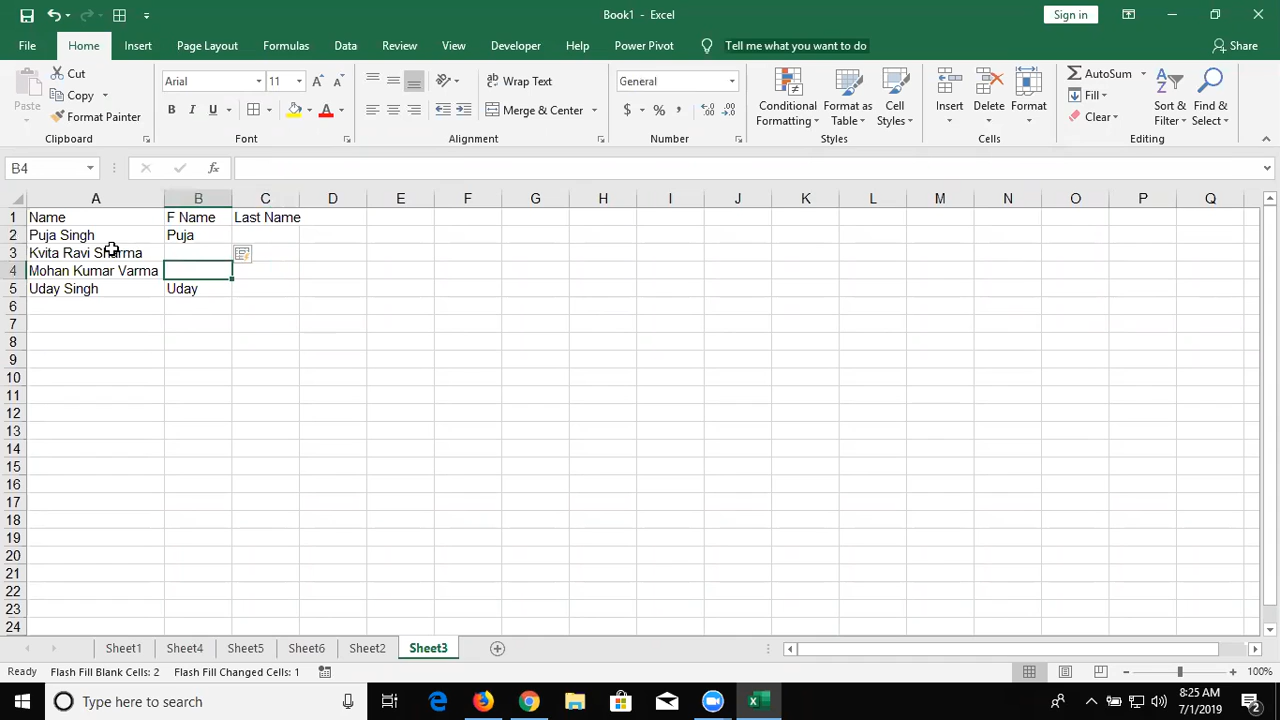 Book1 - Excel
Sign in
File Home Insert Page Layout Formulas Data Review View Developer Help Power Pivot Tell me what you want to do Share
Paste
Cut
Copy
Format Painter
Clipboard
Arial 11
B I U
Font
Wrap Text
Merge & Center
Alignment
General
$ % ,
Number
Conditional Formatting
Format as Table
Cell Styles
Styles
Insert
Delete
Format
Cells
AutoSum
Fill
Clear
Sort & Filter
Find & Select
Editing
B4
fx
A B C D E F G H I J K L M N O P Q
1 Name F Name Last Name
2 Puja Singh Puja
3 Kvita Ravi Sharma
4 Mohan Kumar Varma
5 Uday Singh Uday
6
7
8
9
10
11
12
13
14
15
16
17
18
19
20
21
22
23
24
Sheet1 Sheet4 Sheet5 Sheet6 Sheet2 Sheet3
Ready Flash Fill Blank Cells: 2 Flash Fill Changed Cells: 1 100%
Type here to search
8:25 AM
7/1/2019
2